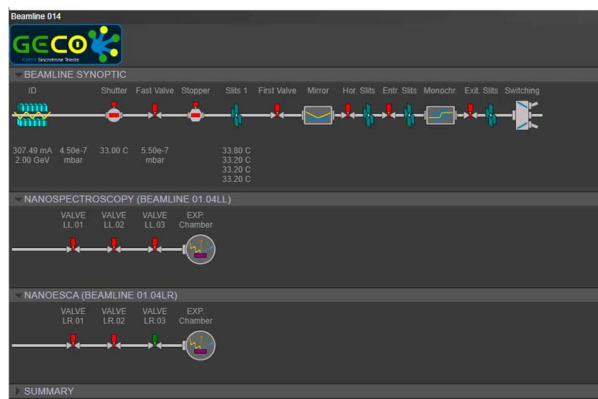 Beamline 014
GECO
Elettra Sincrotrone Trieste
BEAMLINE SYNOPTIC
ID Shutter Fast Valve Stopper Slits 1 First Valve Mirror Hor. Slits Entr. Slits Monochr. Exit. Slits Switching
307.49 mA 4.50e-7 33.00 C 5.50e-7 33.80 C
2.00 GeV mbar mbar 33.20 C
33.20 C
33.20 C
NANOSPECTROSCOPY (BEAMLINE 01.04LL)
VALVE VALVE VALVE EXP.
LL.01 LL.02 LL.03 Chamber
NANOESCA (BEAMLINE 01.04LR)
VALVE VALVE VALVE EXP.
LR.01 LR.02 LR.03 Chamber
SUMMARY